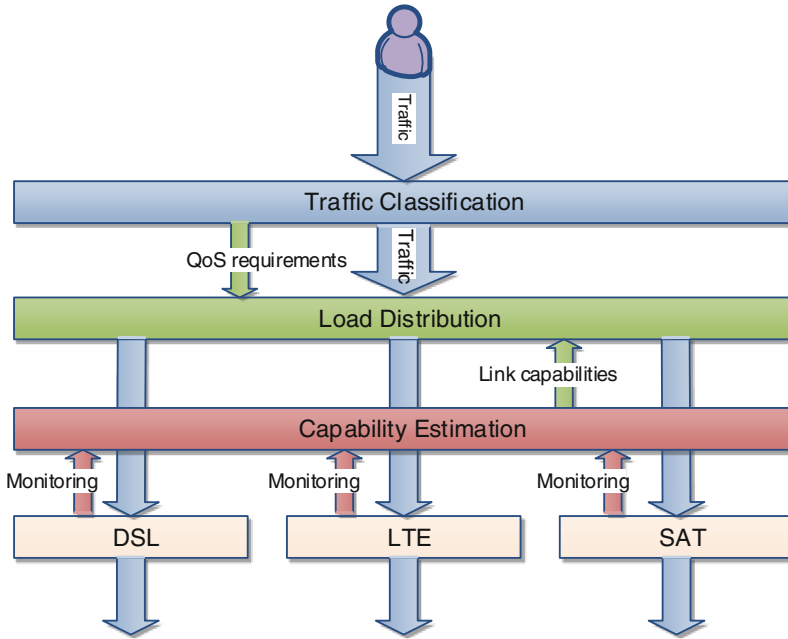 Traffic
Traffic Classification
QoS requirements
Traffic
Load Distribution
Link capabilities
Capability Estimation
Monitoring
Monitoring
Monitoring
DSL
LTE
SAT